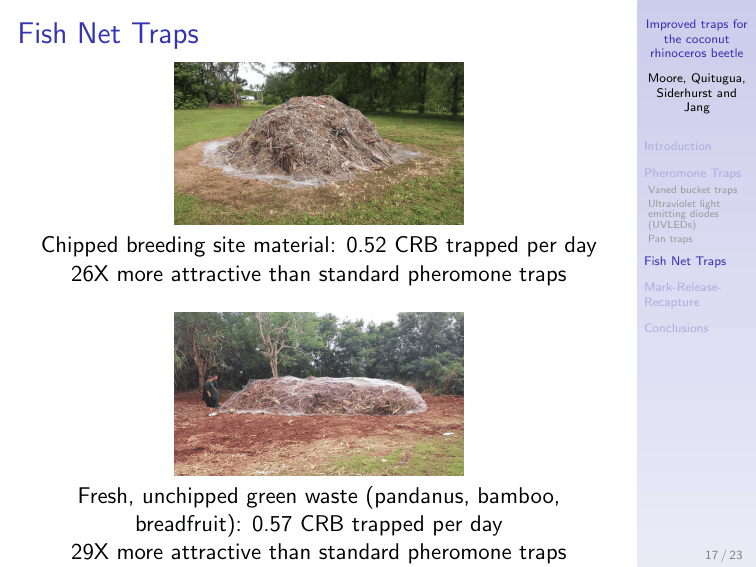 Fish Net Traps
Chipped breeding site material: 0.52 CRB trapped per day
26X more attractive than standard pheromone traps
Fresh, unchipped green waste (pandanus, bamboo,
breadfruit): 0.57 CRB trapped per day
29X more attractive than standard pheromone traps
Improved traps for
the coconut
rhinoceros beetle
Moore, Quitugua,
Siderhurst and
Jang
Introduction
Pheromone Traps
Vaned bucket traps
Ultraviolet light
emitting diodes
(UVLEDs)
Pan traps
Fish Net Traps
Mark-Release-
Recapture
Conclusions
17 / 23